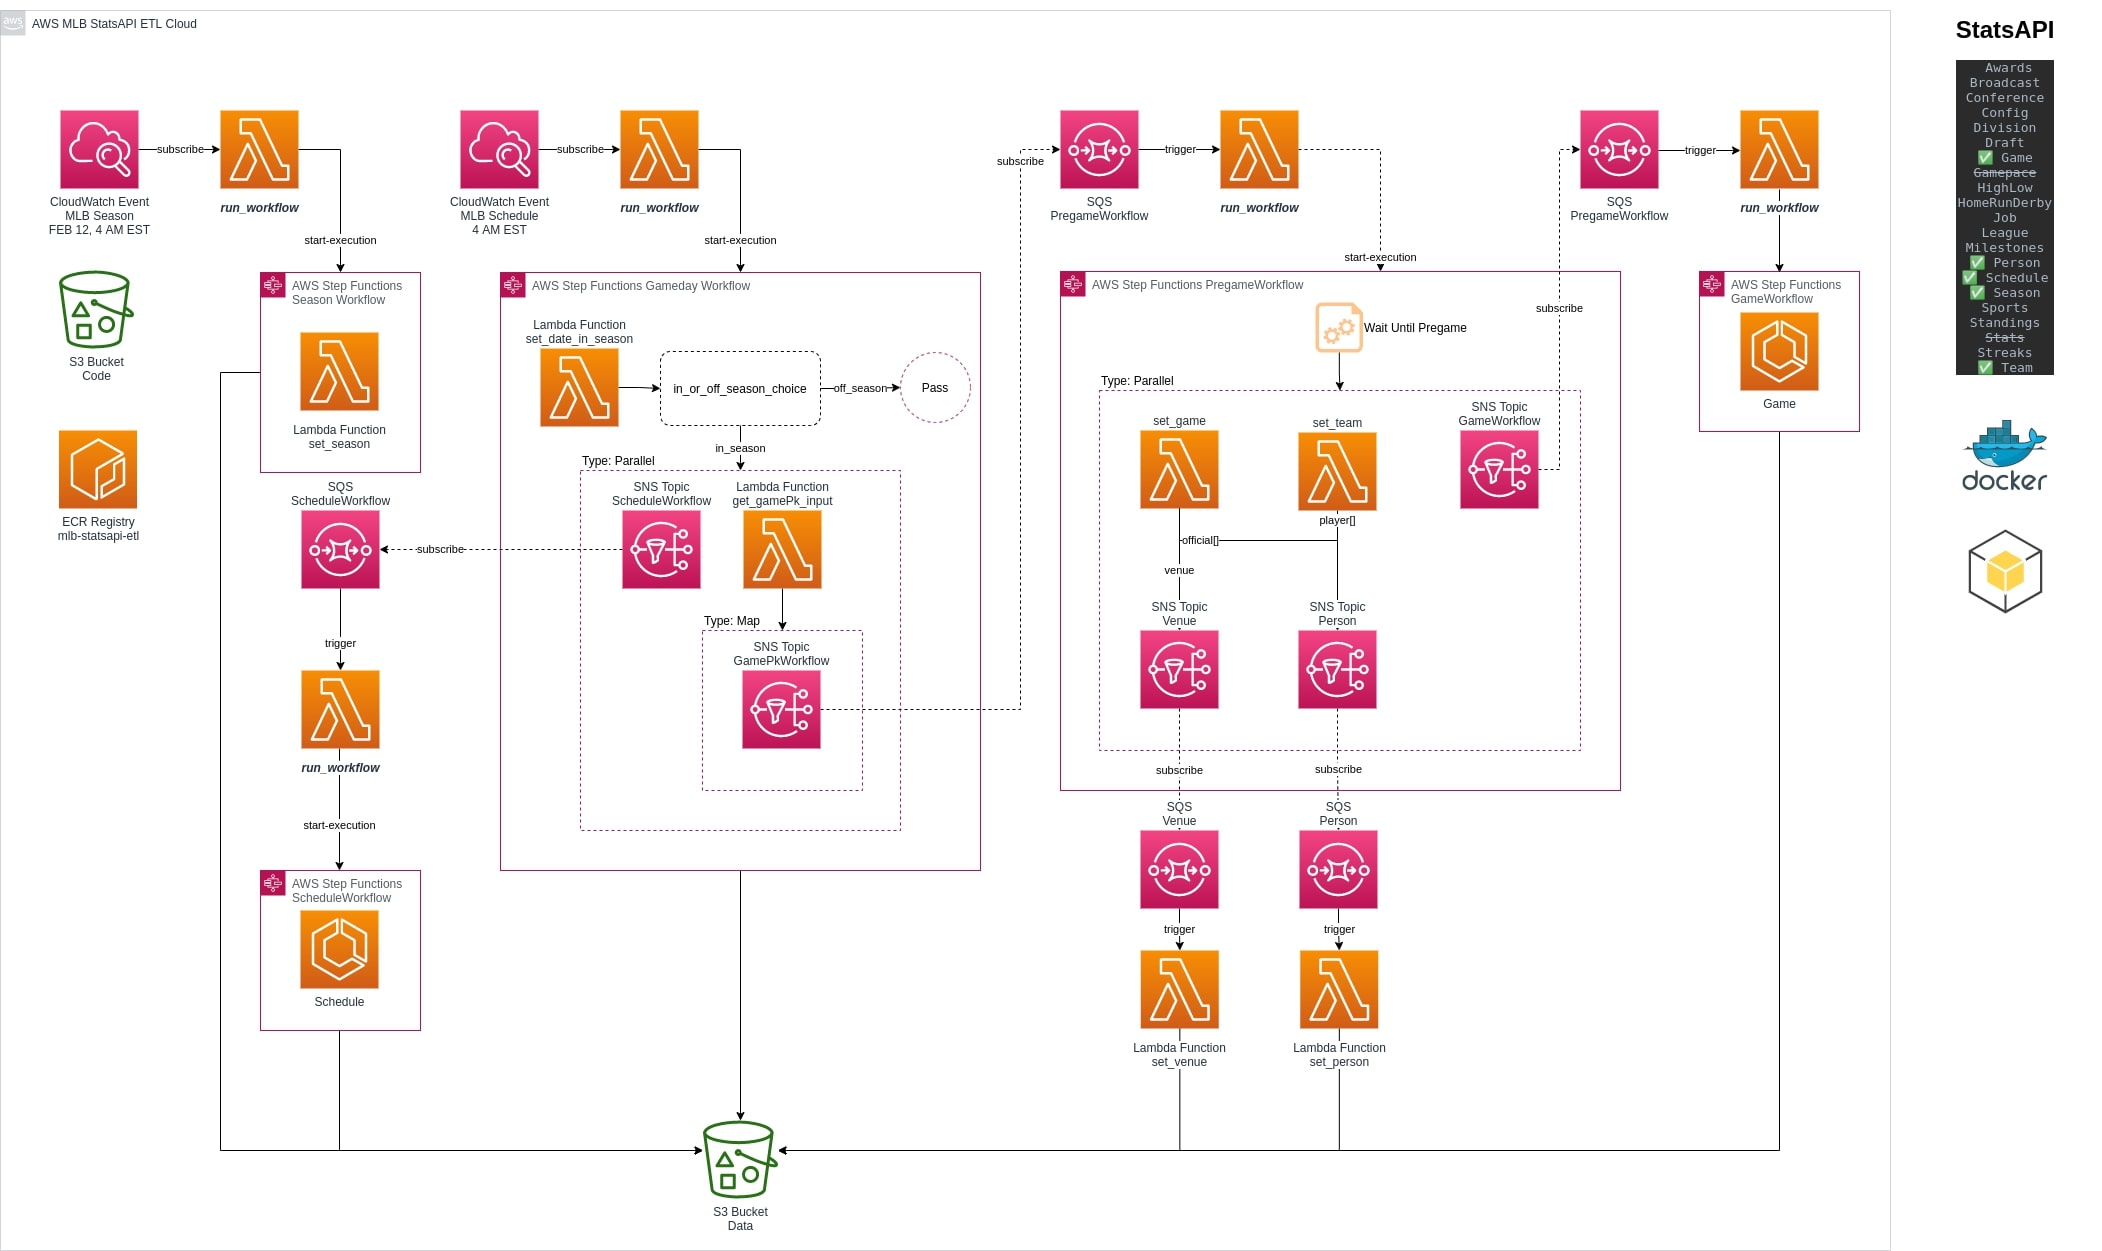 aws
AWS MLB StatsAPI ETL Cloud
subscribe
CloudWatch Event
MLB Season
FEB 12, 4 AM EST
run_workflow
start-execution
subscribe
CloudWatch Event
MLB Schedule
4 AM EST
run_workflow
start-execution
subscribe
trigger
SQS
PregameWorkflow
run_workflow
start-execution
trigger
SQS
PregameWorkflow
run_workflow
subscribe
S3 Bucket
Code
ECR Registry
mlb-statsapi-etl
AWS Step Functions
Season Workflow
Lambda Function
set_season
SQS
ScheduleWorkflow
subscribe
trigger
run_workflow
start-execution
AWS Step Functions
ScheduleWorkflow
Schedule
AWS Step Functions Gameday Workflow
Lambda Function
set_date_in_season
in_or_off_season_choice
off_season
Pass
in_season
Type: Parallel
SNS Topic
ScheduleWorkflow
Lambda Function
get_gamePk_input
Type: Map
SNS Topic
GamePkWorkflow
AWS Step Functions PregameWorkflow
Wait Until Pregame
Type: Parallel
set_game
set_team
SNS Topic
GameWorkflow
player[]
official[]
venue
SNS Topic
Venue
SNS Topic
Person
subscribe
subscribe
SQS
Venue
SQS
Person
trigger
trigger
Lambda Function
set_venue
Lambda Function
set_person
AWS Step Functions
GameWorkflow
Game
S3 Bucket
Data
StatsAPI
Awards
Broadcast
Conference
Config
Division
Draft
✅ Game
Gamepace
HighLow
HomeRunDerby
Job
League
Milestones
✅ Person
✅ Schedule
✅ Season
Sports
Standings
Stats
Streaks
✅ Team
docker